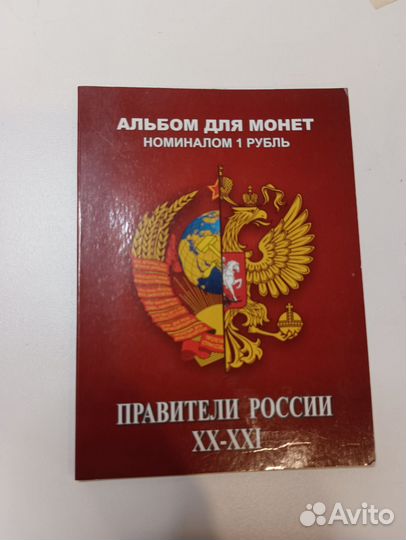 АЛЬБОМ ДЛЯ МОНЕТ
НОМИНАЛОМ 1 РУБЛЬ
ПРАВИТЕЛИ РОССИИ
XX-XXI
Avito